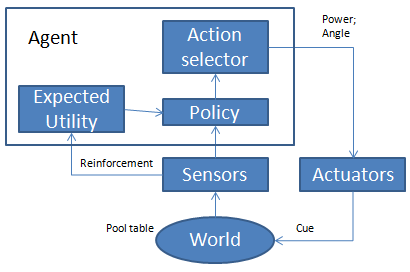 Agent
Action
selector
Power;
Angle
Expected
Utility
Policy
Reinforcement
Sensors
Actuators
Pool table
World
Cue